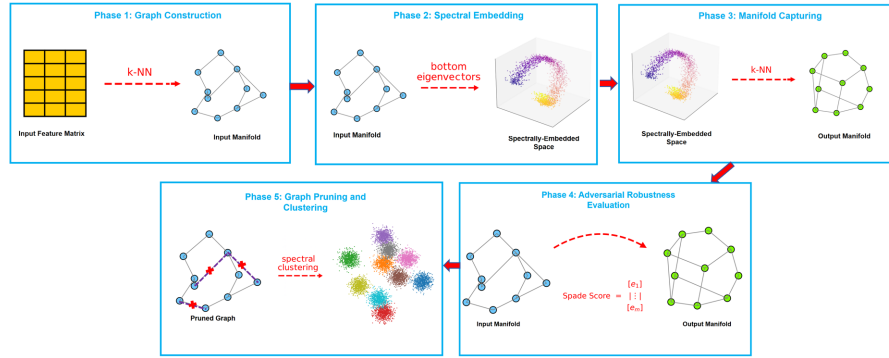 Phase 1: Graph Construction
k-NN
Input Feature Matrix
Input Manifold
Phase 2: Spectral Embedding
bottom
eigenvectors
Input Manifold
Spectrally-Embedded
Space
Phase 3: Manifold Capturing
k-NN
Spectrally-Embedded
Space
Output Manifold
Phase 4: Adversarial Robustness
Evaluation
Spade Score =
[e₁]
|⋮|
[eₘ]
Input Manifold
Output Manifold
Phase 5: Graph Pruning and
Clustering
spectral
clustering
Pruned Graph